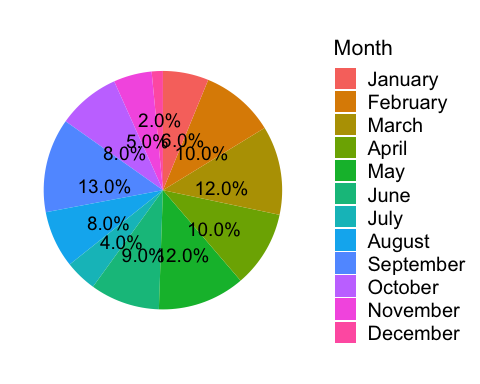 Month
January
February
March
April
May
June
July
August
September
October
November
December
2.0%
5.0%
6.0%
8.0%
10.0%
13.0%
12.0%
8.0%
10.0%
4.0%
9.0%
12.0%